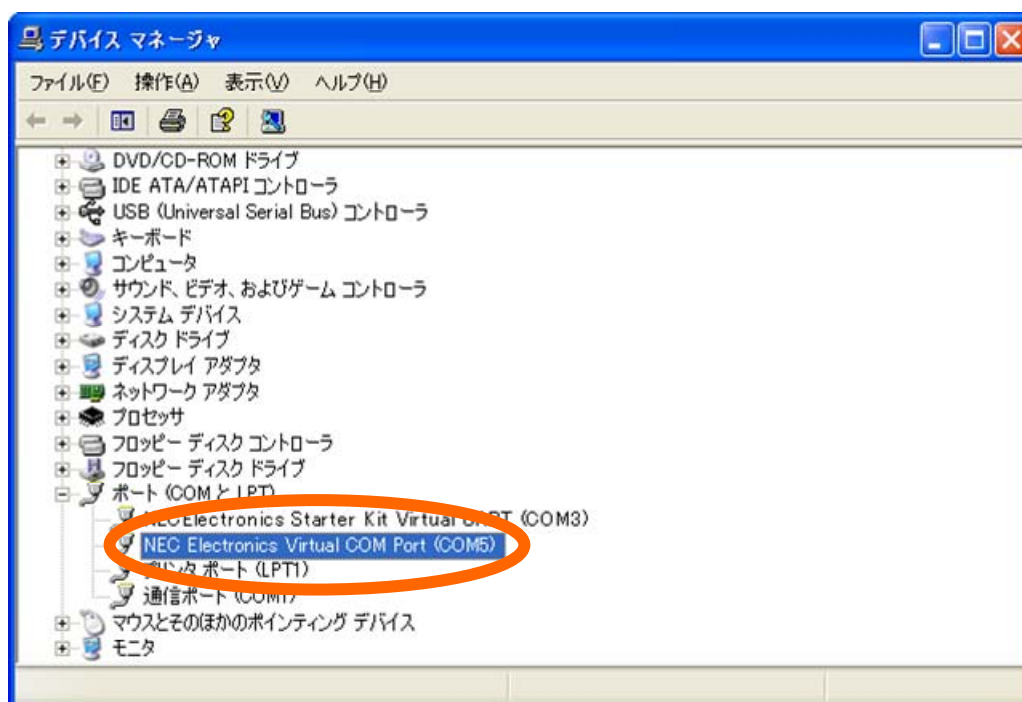 デバイス マネージャ
ファイル(F) 操作(A) 表示(V) ヘルプ(H)
DVD/CD-ROM ドライブ
IDE ATA/ATAPI コントローラ
USB (Universal Serial Bus) コントローラ
キーボード
コンピュータ
サウンド、ビデオ、およびゲーム コントローラ
システム デバイス
ディスク ドライブ
ディスプレイ アダプタ
ネットワーク アダプタ
プロセッサ
フロッピー ディスク コントローラ
フロッピー ディスク ドライブ
ポート (COM と LPT)
NECElectronics Starter Kit Virtual UART (COM3)
NEC Electronics Virtual COM Port (COM5)
プリンタ ポート (LPT1)
通信ポート (COM1)
マウスとそのほかのポインティング デバイス
モニタ